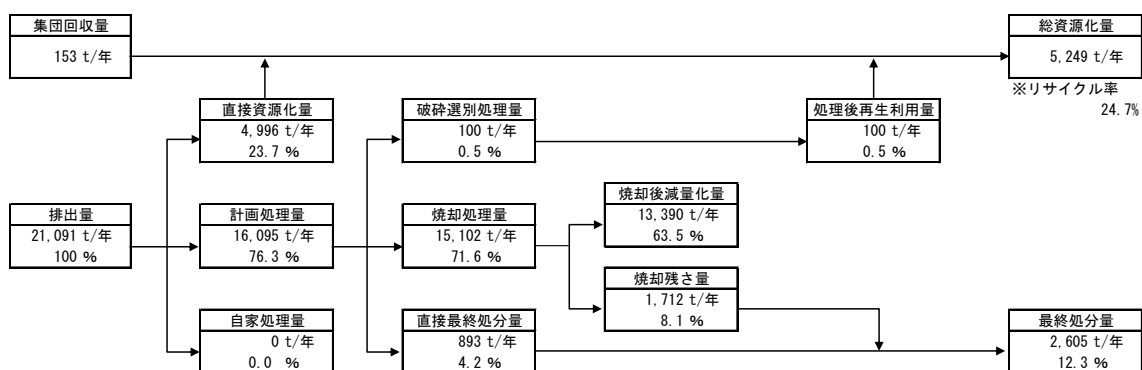 集団回収量
153 t/年
総資源化量
5,249 t/年
※リサイクル率
24.7%
直接資源化量
4,996 t/年
23.7 %
破砕選別処理量
100 t/年
0.5 %
処理後再生利用量
100 t/年
0.5 %
排出量
21,091 t/年
100 %
計画処理量
16,095 t/年
76.3 %
焼却処理量
15,102 t/年
71.6 %
焼却後減量化量
13,390 t/年
63.5 %
焼却残さ量
1,712 t/年
8.1 %
自家処理量
0 t/年
0.0 %
直接最終処分量
893 t/年
4.2 %
最終処分量
2,605 t/年
12.3 %